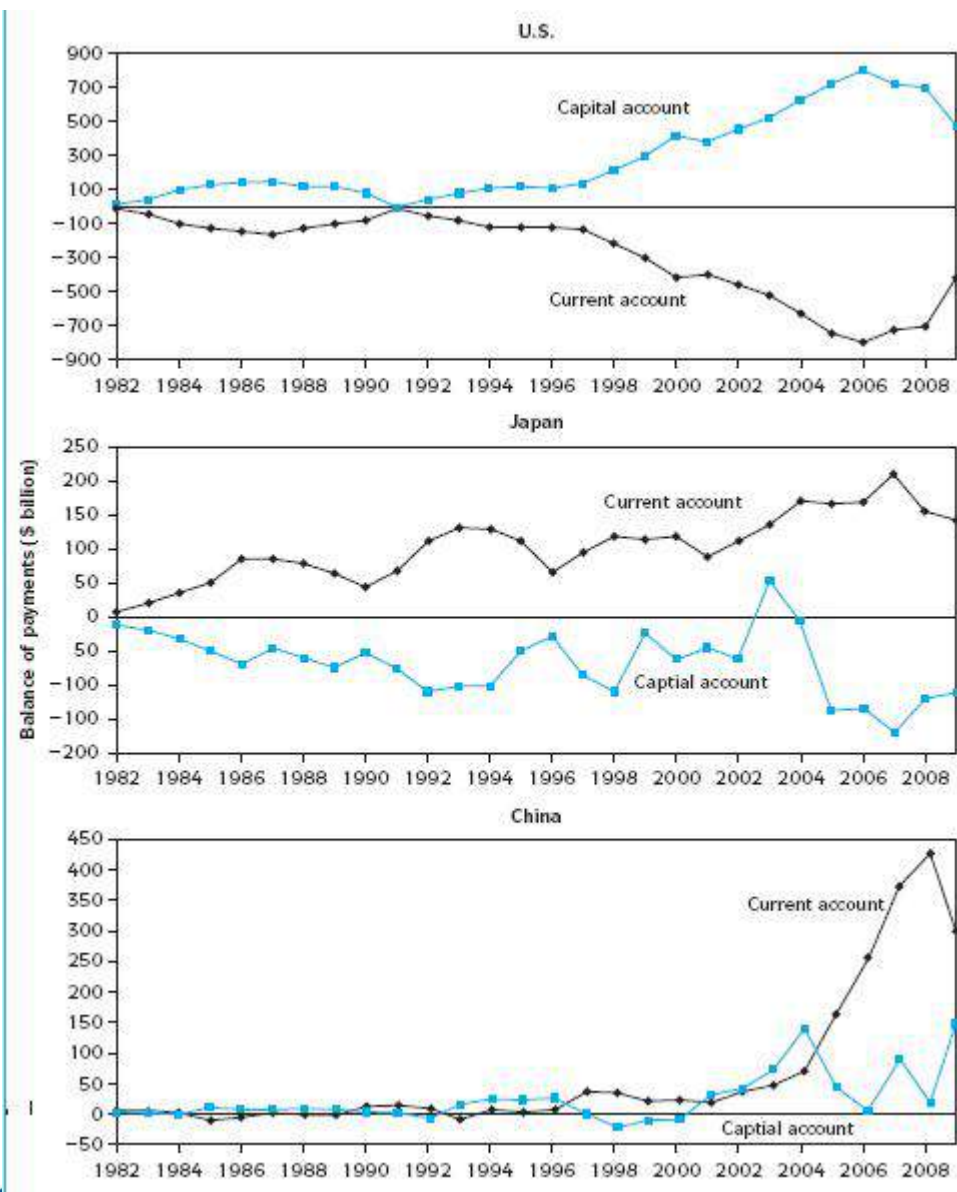 U.S.
900
700
500
300
100
−100
−300
−500
−700
−900
Capital account
Current account
1982 1984 1986 1988 1990 1992 1994 1996 1998 2000 2002 2004 2006 2008
Balance of payments ($ billion)
Japan
250
200
150
100
50
0
50
−100
−100
−200
Current account
Captial account
1982 1984 1986 1988 1990 1992 1994 1996 1998 2000 2002 2004 2006 2008
China
450
400
350
300
250
200
150
100
50
0
−50
Current account
Captial account
1982 1984 1986 1988 1990 1992 1994 1996 1998 2000 2002 2004 2006 2008